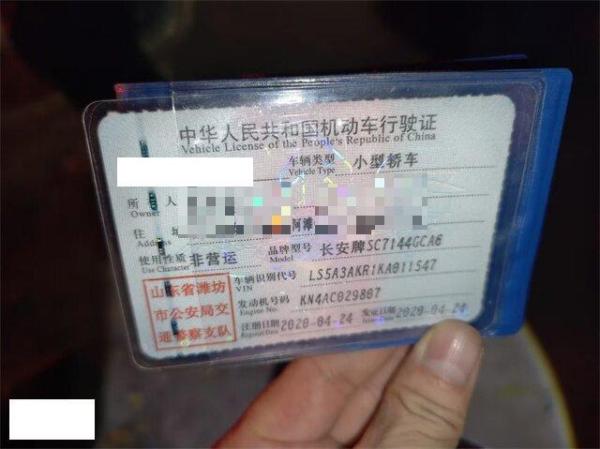 中华人民共和国机动车行驶证
Vehicle License of the People's Republic of China
车辆类型 小型轿车
Vehicle Type
所 人
Owner
住
Address
阿滩
使用性质 非营运 品牌型号 长安牌SC7144GCA6
Use Character Model
车辆识别代号 LS5A3AKR1KA011547
VIN
发动机号码 KN4AC029807
Engine No.
注册日期 2020-04-24 发证日期 2020-04-24
Register Date Issue Date
山东省潍坊
市公安局交
通警察支队